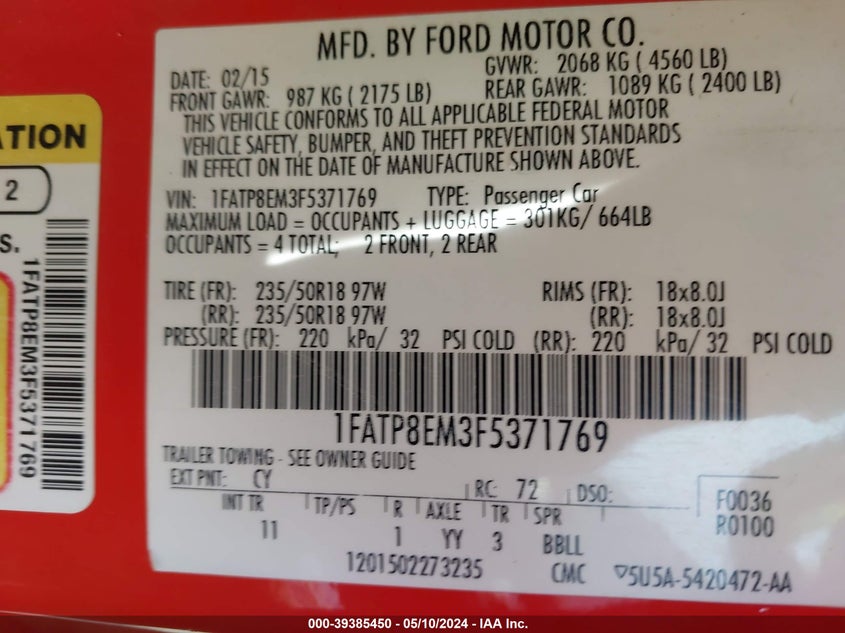 MFD. BY FORD MOTOR CO.
DATE: 02/15 GVWR: 2068 KG ( 4560 LB)
FRONT GAWR: 987 KG ( 2175 LB) REAR GAWR: 1089 KG ( 2400 LB)
THIS VEHICLE CONFORMS TO ALL APPLICABLE FEDERAL MOTOR
VEHICLE SAFETY, BUMPER, AND THEFT PREVENTION STANDARDS
IN EFFECT ON THE DATE OF MANUFACTURE SHOWN ABOVE.
VIN: 1FATP8EM3F5371769 TYPE: Passenger Car
MAXIMUM LOAD = OCCUPANTS + LUGGAGE = 301KG/ 664LB
OCCUPANTS = 4 TOTAL; 2 FRONT, 2 REAR
TIRE (FR): 235/50R18 97W RIMS (FR): 18x8.0J
(RR): 235/50R18 97W (RR): 18x8.0J
PRESSURE (FR): 220 kPa/ 32 PSI COLD (RR): 220 kPa/ 32 PSI COLD
1FATP8EM3F5371769
TRAILER TOWING - SEE OWNER GUIDE
EXT PNT: CY RC: 72 DSO:
INT TR TP/PS R AXLE TR SPR
11 1 YY 3 BBLL
F0036
R0100
1201502273235 CMC ▽5U5A-5420472-AA
ATION
2
S.
1FATP8EM3F5371769
000-39385450 - 05/10/2024 - IAA Inc.